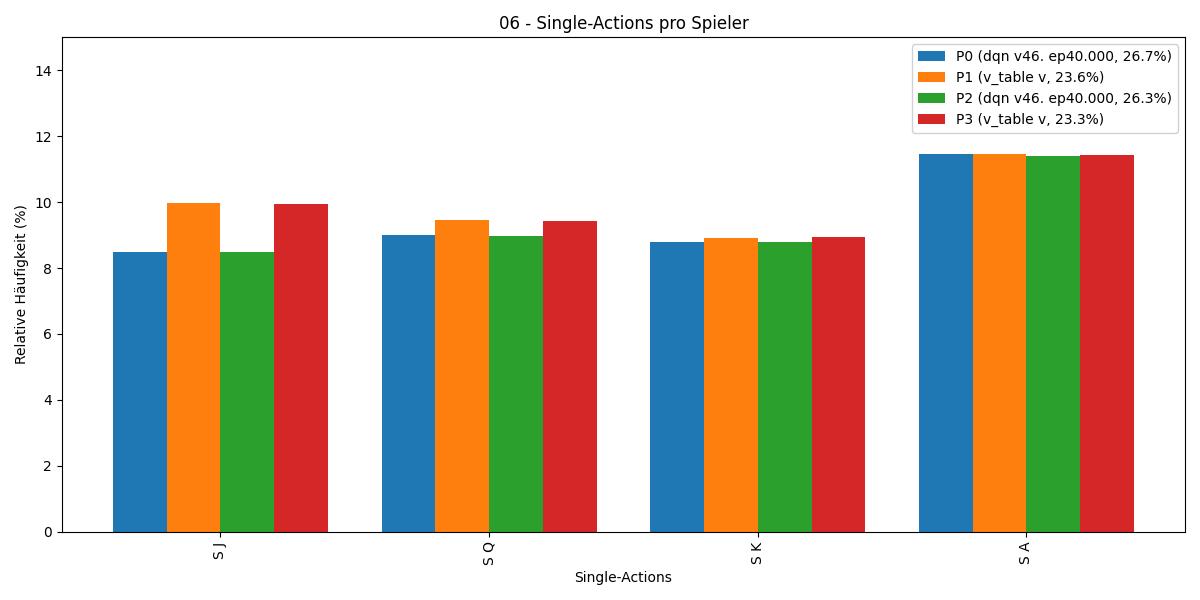 06 - Single-Actions pro Spieler
P0 (dqn v46. ep40.000, 26.7%)
P1 (v_table v, 23.6%)
P2 (dqn v46. ep40.000, 26.3%)
P3 (v_table v, 23.3%)
Relative Häufigkeit (%)
14
12
10
8
6
4
2
0
S J
S Q
S K
S A
Single-Actions